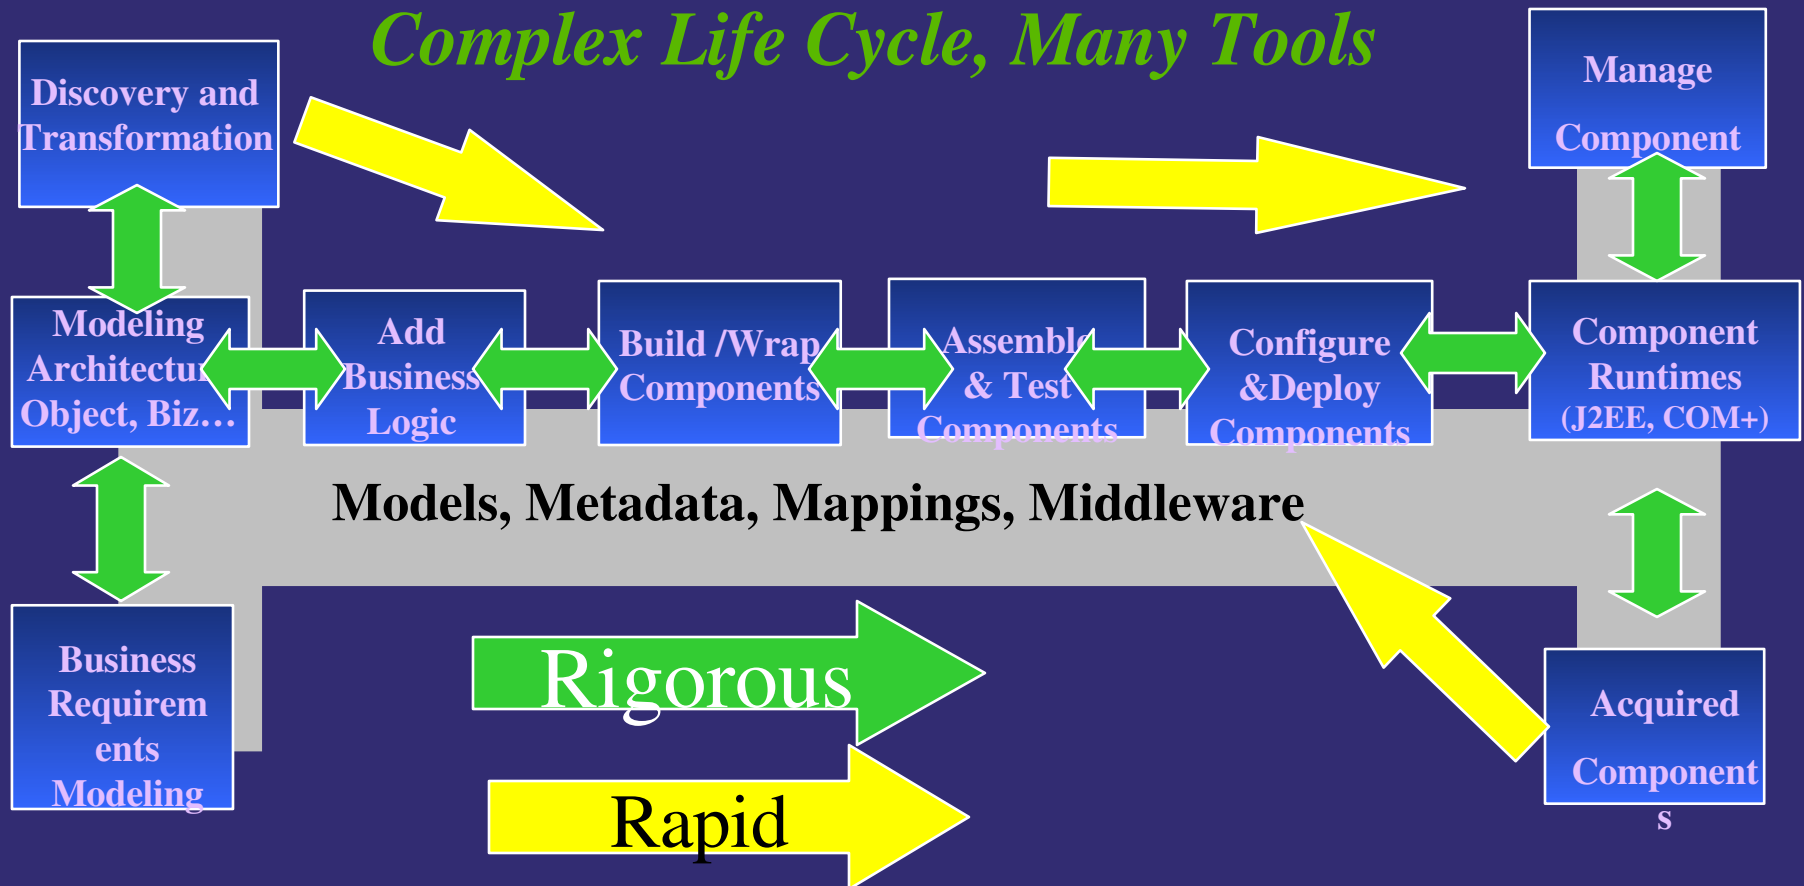 Complex Life Cycle, Many Tools
Discovery and
Transformation
Manage
Component
Modeling
Architectur
Object, Biz…
Add
Business
Logic
Build /Wrap
Components
Assemble
& Test
Components
Configure
&Deploy
Components
Component
Runtimes
(J2EE, COM+)
Models, Metadata, Mappings, Middleware
Business
Requirem
ents
Modeling
Rigorous
Rapid
Acquired
Component
s